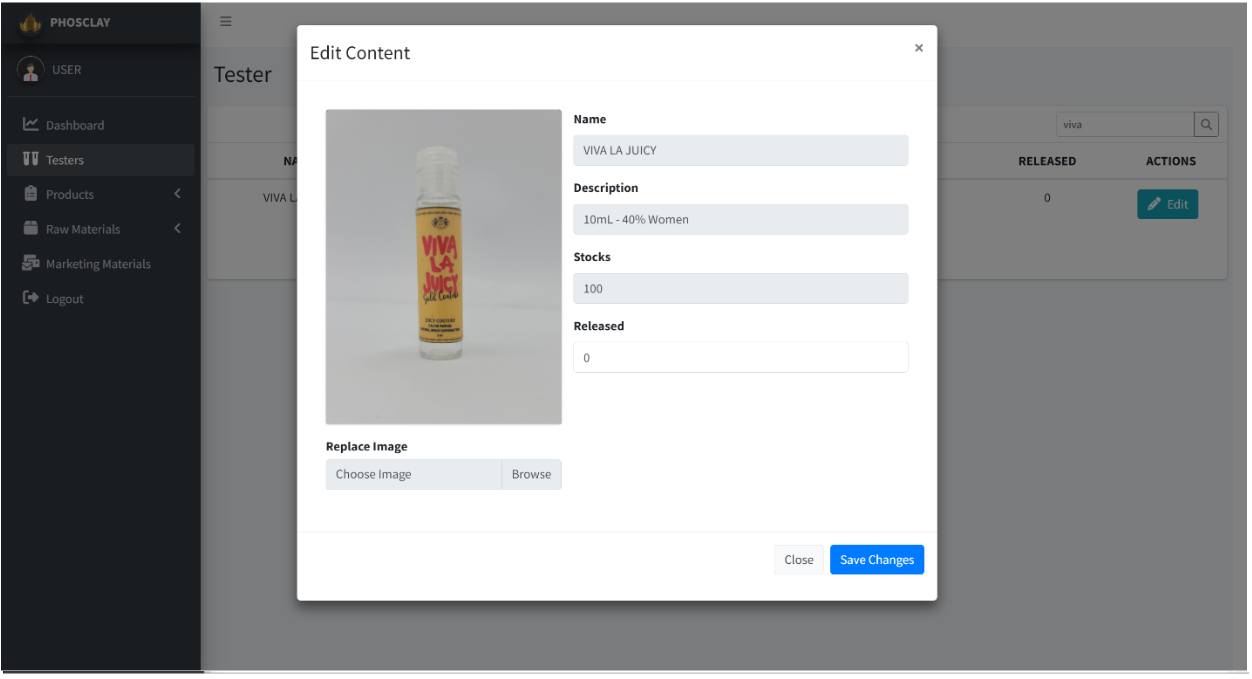 PHOSCLAY
USER
Dashboard
Testers
Products
Raw Materials
Marketing Materials
Logout
Tester
viva
NA
RELEASED
ACTIONS
VIVA L
0
Edit
Edit Content
×
VIVA
LA
JUICY
Gold Couture
JUICY COUTURE
Name
VIVA LA JUICY
Description
10mL - 40% Women
Stocks
100
Released
0
Replace Image
Choose Image
Browse
Close
Save Changes